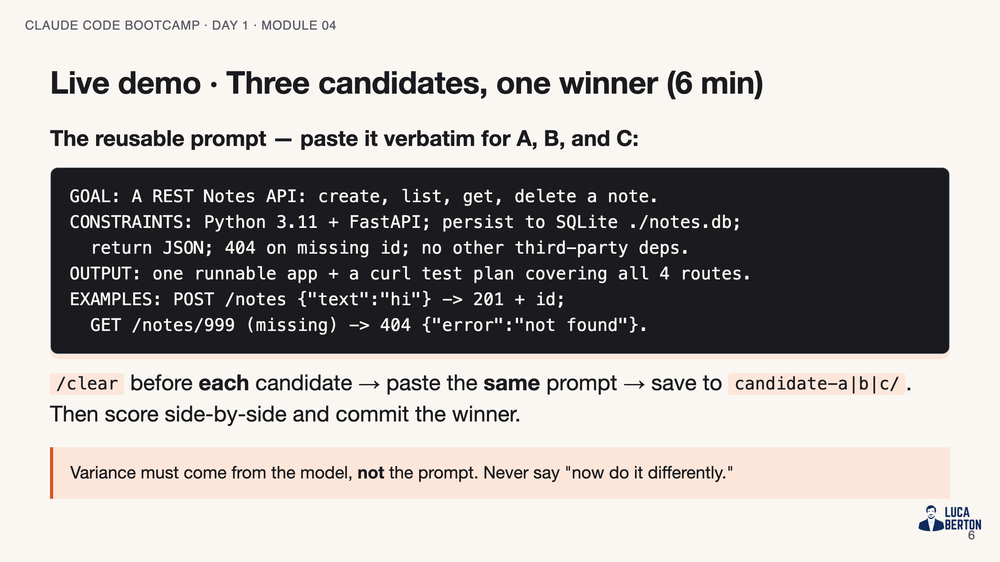 CLAUDE CODE BOOTCAMP · DAY 1 · MODULE 04
Live demo · Three candidates, one winner (6 min)
The reusable prompt — paste it verbatim for A, B, and C:
GOAL: A REST Notes API: create, list, get, delete a note.
CONSTRAINTS: Python 3.11 + FastAPI; persist to SQLite ./notes.db;
  return JSON; 404 on missing id; no other third-party deps.
OUTPUT: one runnable app + a curl test plan covering all 4 routes.
EXAMPLES: POST /notes {"text":"hi"} -> 201 + id;
  GET /notes/999 (missing) -> 404 {"error":"not found"}.
/clear before each candidate → paste the same prompt → save to candidate-a|b|c/.
Then score side-by-side and commit the winner.
Variance must come from the model, not the prompt. Never say "now do it differently."
LUCA
BERTON
6